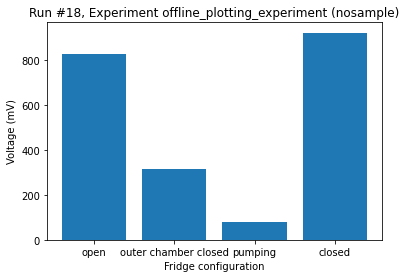 Run #18, Experiment offline_plotting_experiment (nosample)
800
600
400
200
0
Voltage (mV)
open outer chamber closed pumping closed
Fridge configuration